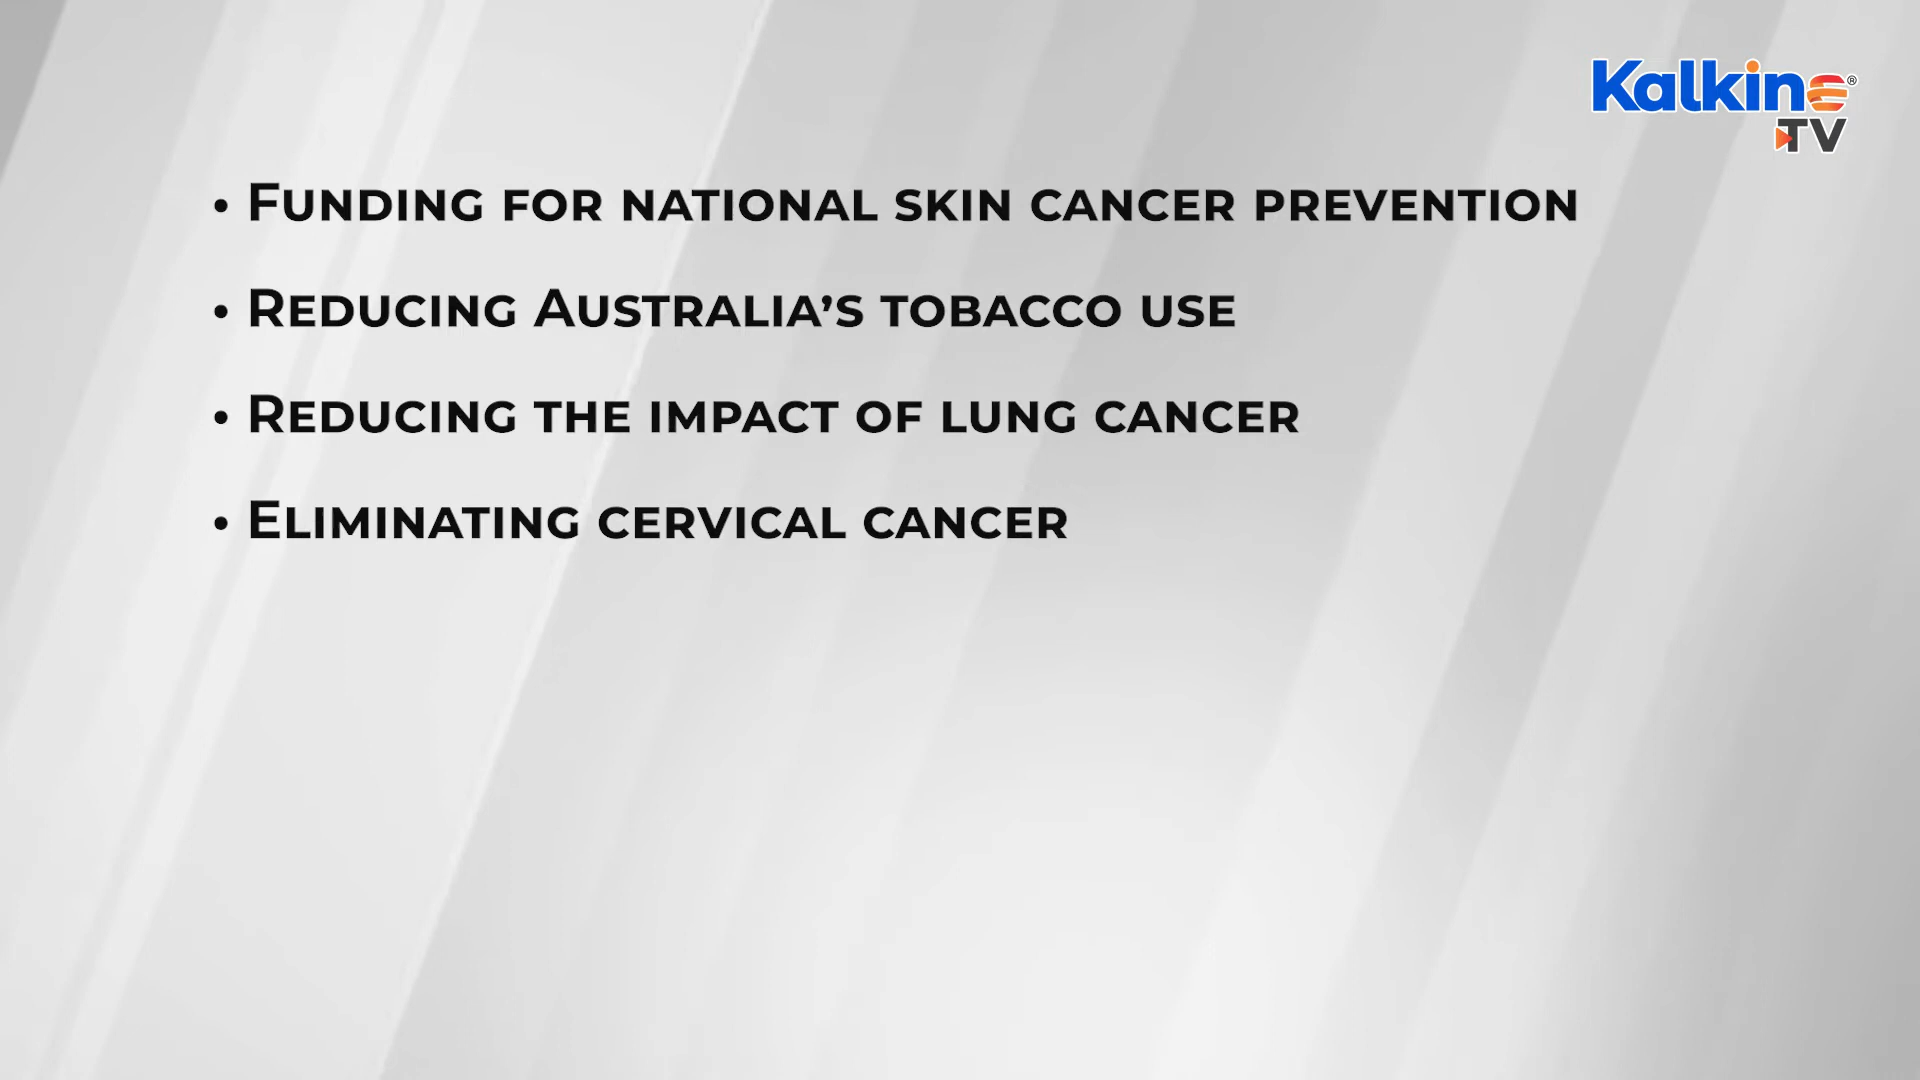 Kalkine®
TV
• Funding for national skin cancer prevention
• Reducing Australia’s tobacco use
• Reducing the impact of lung cancer
• Eliminating cervical cancer